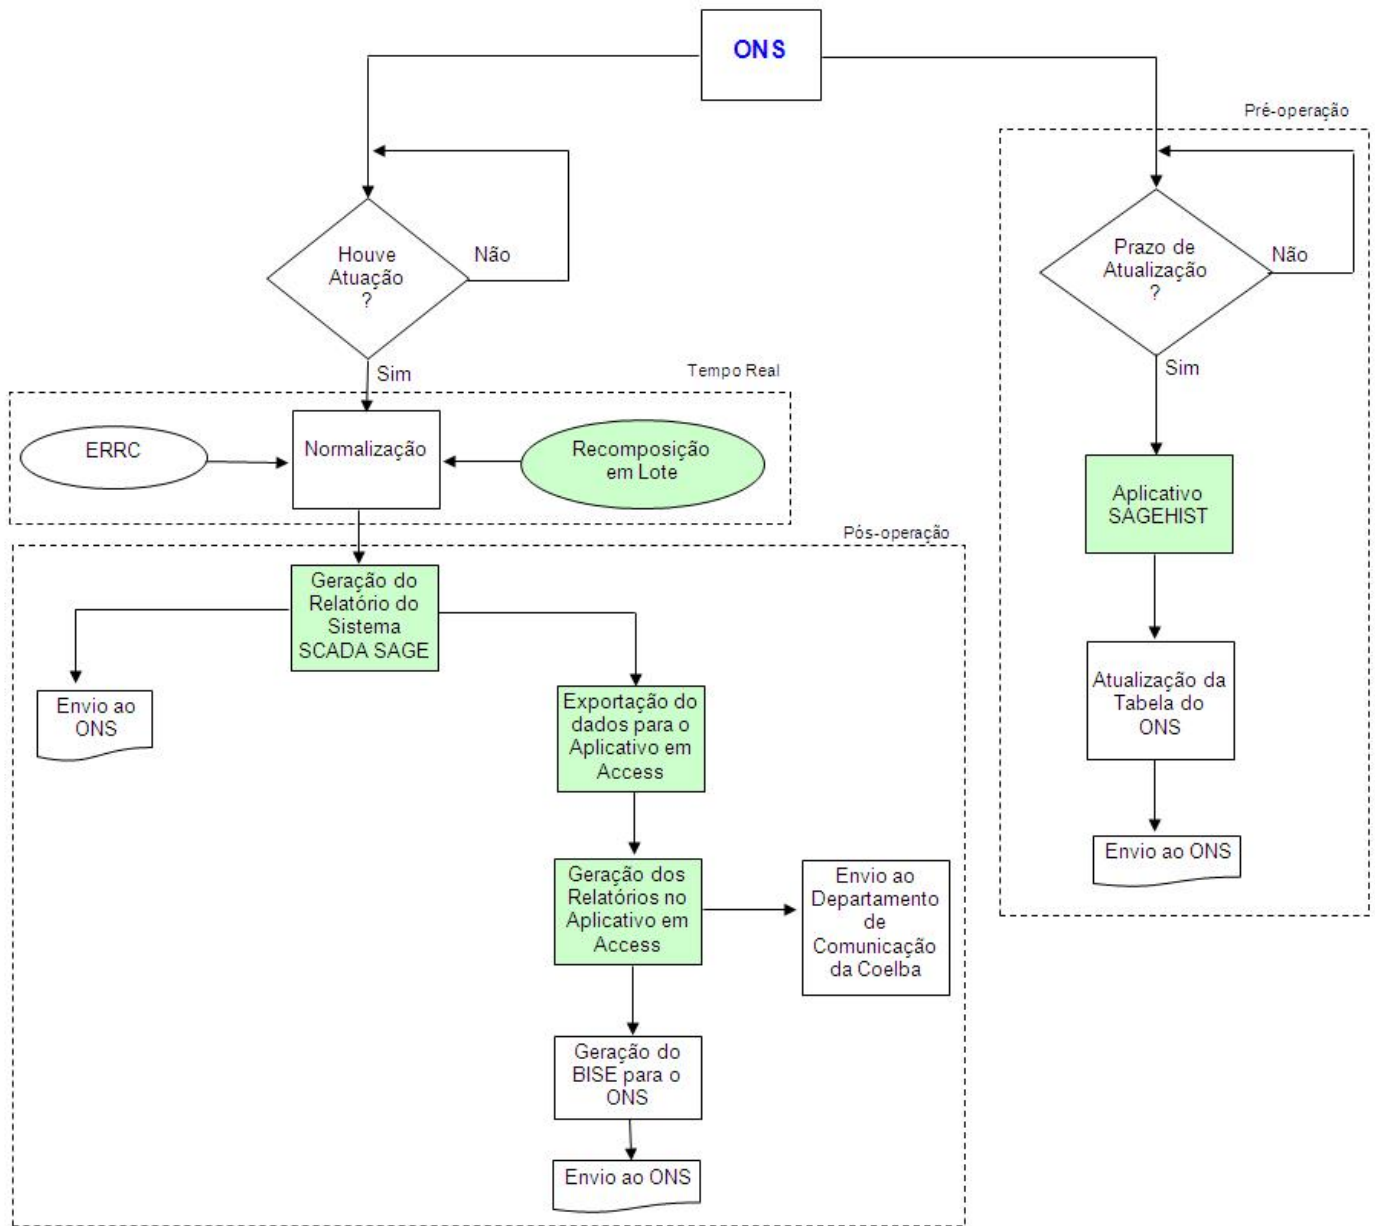 ONS
Pré-operação
Houve
Atuação
?
Não
Sim
Prazo de
Atualização
?
Não
Sim
Tempo Real
ERRC
Normalização
Recomposição
em Lote
Aplicativo
SAGEHIST
Atualização da
Tabela do
ONS
Envio ao ONS
Pós-operação
Geração do
Relatório do
Sistema
SCADA SAGE
Envio ao
ONS
Exportação do
dados para o
Aplicativo em
Access
Geração dos
Relatórios no
Aplicativo em
Access
Envio ao
Departamento
de
Comunicação
da Coelba
Geração do
BISE para o
ONS
Envio ao ONS